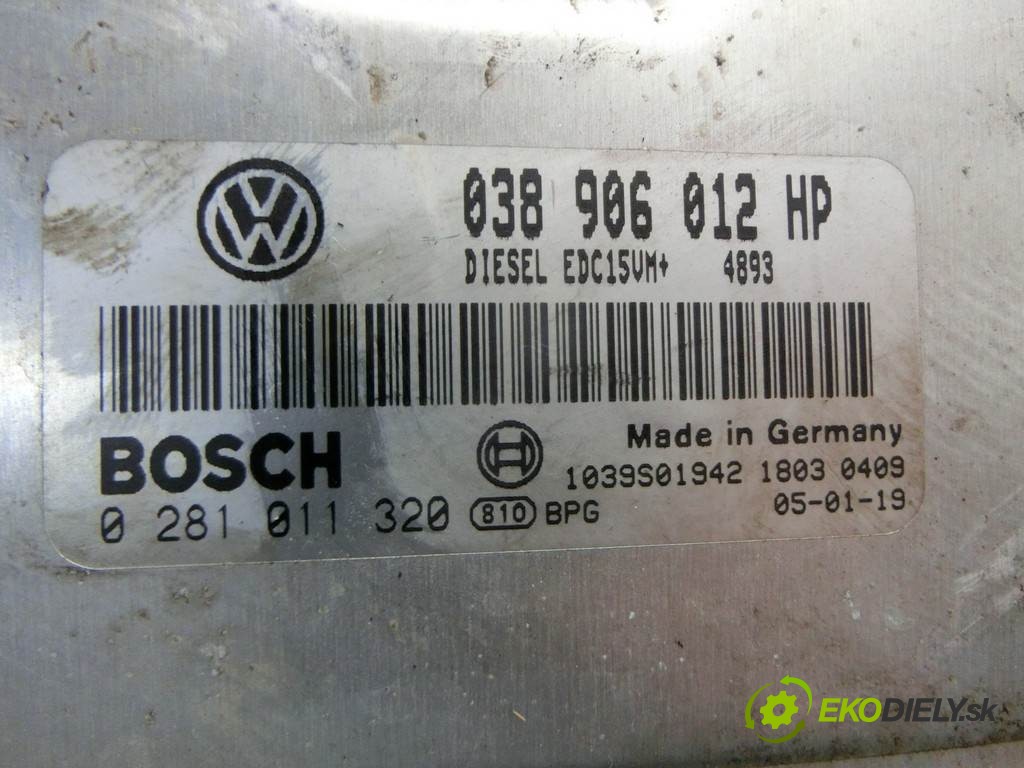 038 906 012 HP
DIESEL EDC15VM+ 4893
BOSCH
Made in Germany
1039S01942 1803 0409
0 281 011 320 810 BPG
05-01-19
EKODIELY.sk